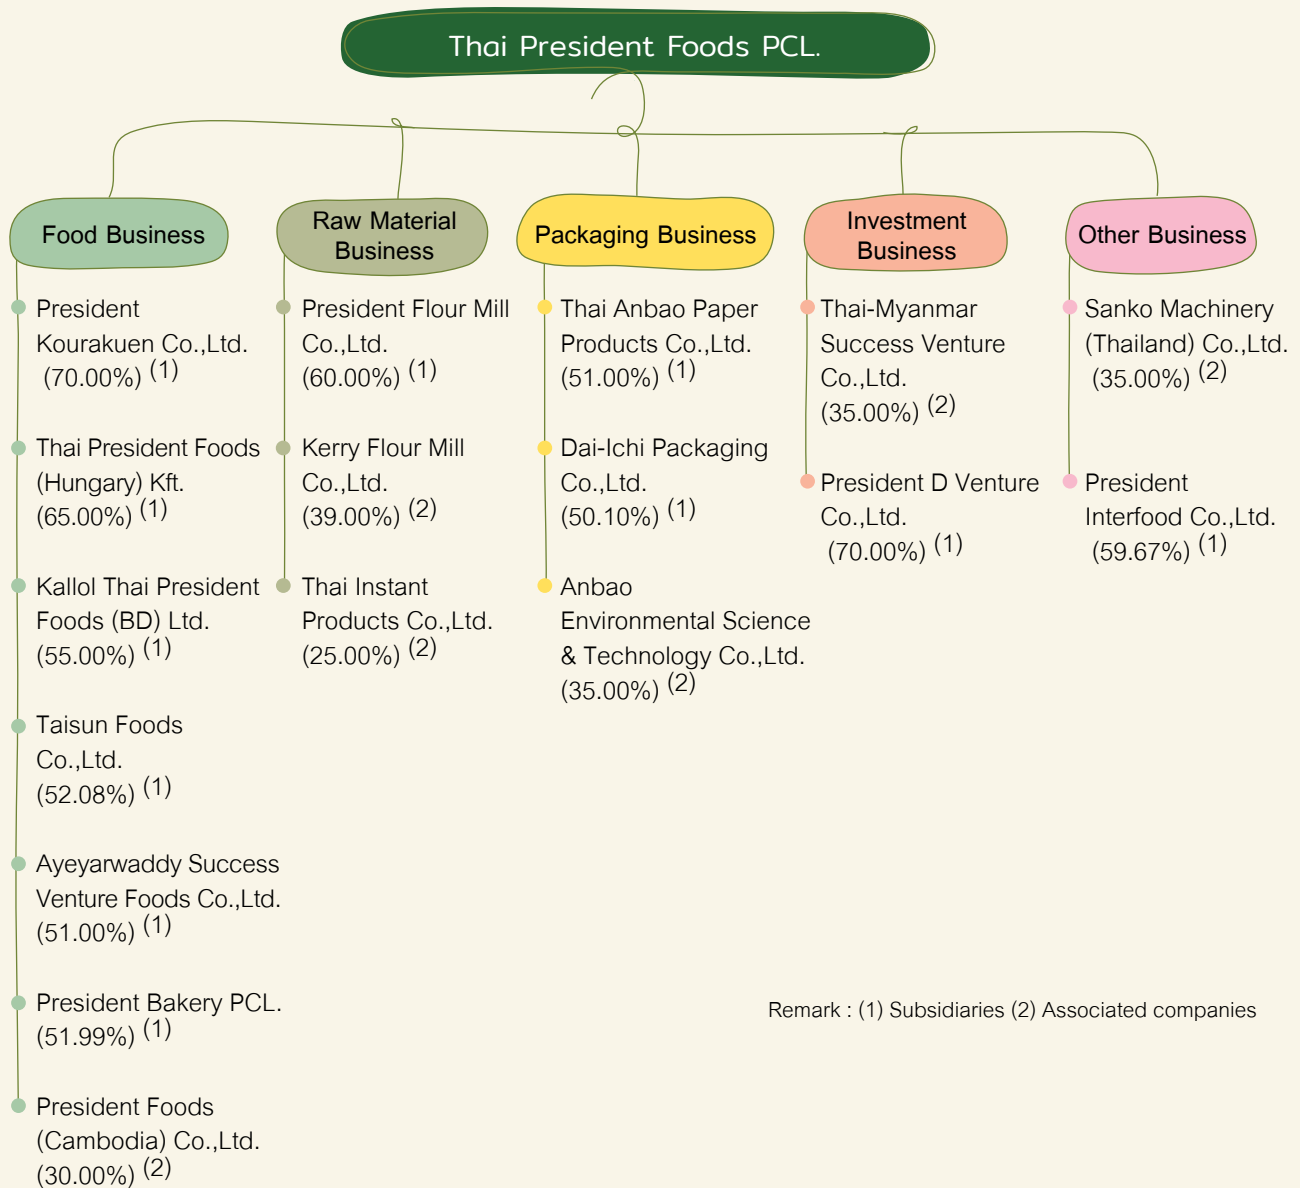 Thai President Foods PCL.
Food Business
President
Kourakuen Co.,Ltd.
(70.00%) (1)
Thai President Foods
(Hungary) Kft.
(65.00%) (1)
Kallol Thai President
Foods (BD) Ltd.
(55.00%) (1)
Taisun Foods
Co.,Ltd.
(52.08%) (1)
Ayeyarwaddy Success
Venture Foods Co.,Ltd.
(51.00%) (1)
President Bakery PCL.
(51.99%) (1)
President Foods
(Cambodia) Co.,Ltd.
(30.00%) (2)
Raw Material
Business
President Flour Mill
Co.,Ltd.
(60.00%) (1)
Kerry Flour Mill
Co.,Ltd.
(39.00%) (2)
Thai Instant
Products Co.,Ltd.
(25.00%) (2)
Packaging Business
Thai Anbao Paper
Products Co.,Ltd.
(51.00%) (1)
Dai-Ichi Packaging
Co.,Ltd.
(50.10%) (1)
Anbao
Environmental Science
& Technology Co.,Ltd.
(35.00%) (2)
Investment
Business
Thai-Myanmar
Success Venture
Co.,Ltd.
(35.00%) (2)
President D Venture
Co.,Ltd.
(70.00%) (1)
Other Business
Sanko Machinery
(Thailand) Co.,Ltd.
(35.00%) (2)
President
Interfood Co.,Ltd.
(59.67%) (1)
Remark : (1) Subsidiaries (2) Associated companies